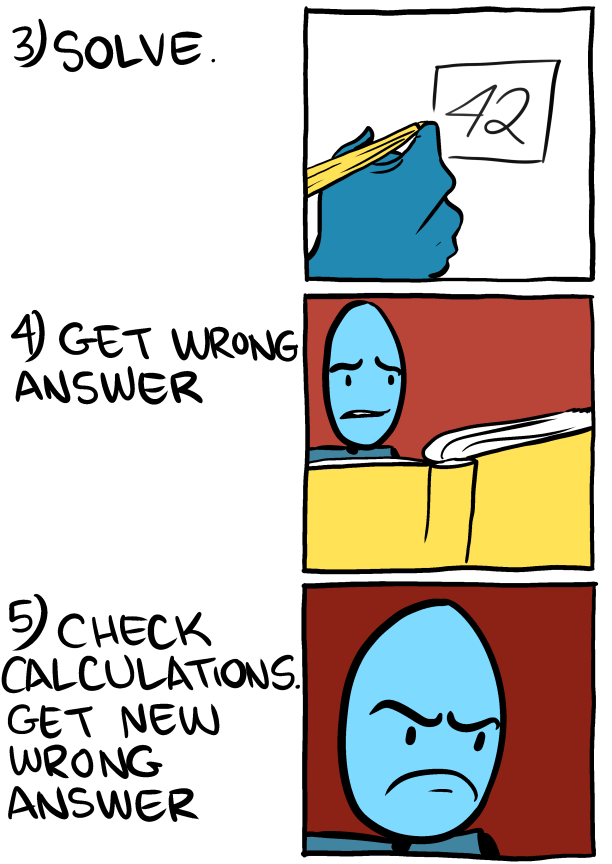 3) SOLVE.
42
4) GET WRONG
ANSWER
5) CHECK
CALCULATIONS.
GET NEW
WRONG
ANSWER